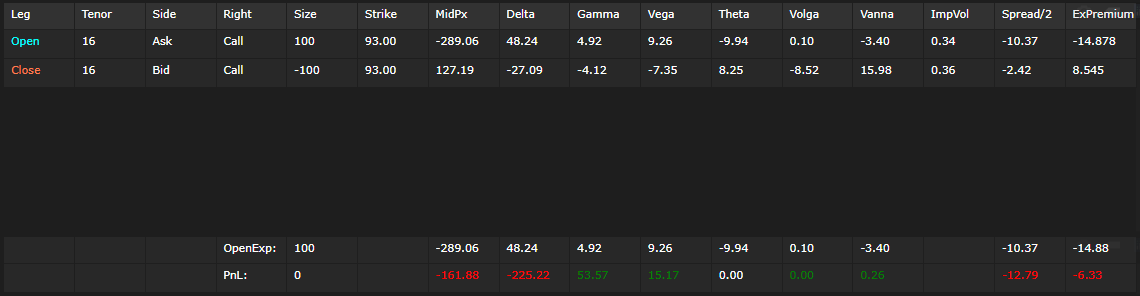 Leg Tenor Side Right Size Strike MidPx Delta Gamma Vega Theta Volga Vanna ImpVol Spread/2 ExPremium
Open 16 Ask Call 100 93.00 -289.06 48.24 4.92 9.26 -9.94 0.10 -3.40 0.34 -10.37 -14.878
Close 16 Bid Call -100 93.00 127.19 -27.09 -4.12 -7.35 8.25 -8.52 15.98 0.36 -2.42 8.545
OpenExp: 100 -289.06 48.24 4.92 9.26 -9.94 0.10 -3.40 -10.37 -14.88
PnL: 0 -161.88 -225.22 53.57 15.17 0.00 0.00 0.26 -12.79 -6.33